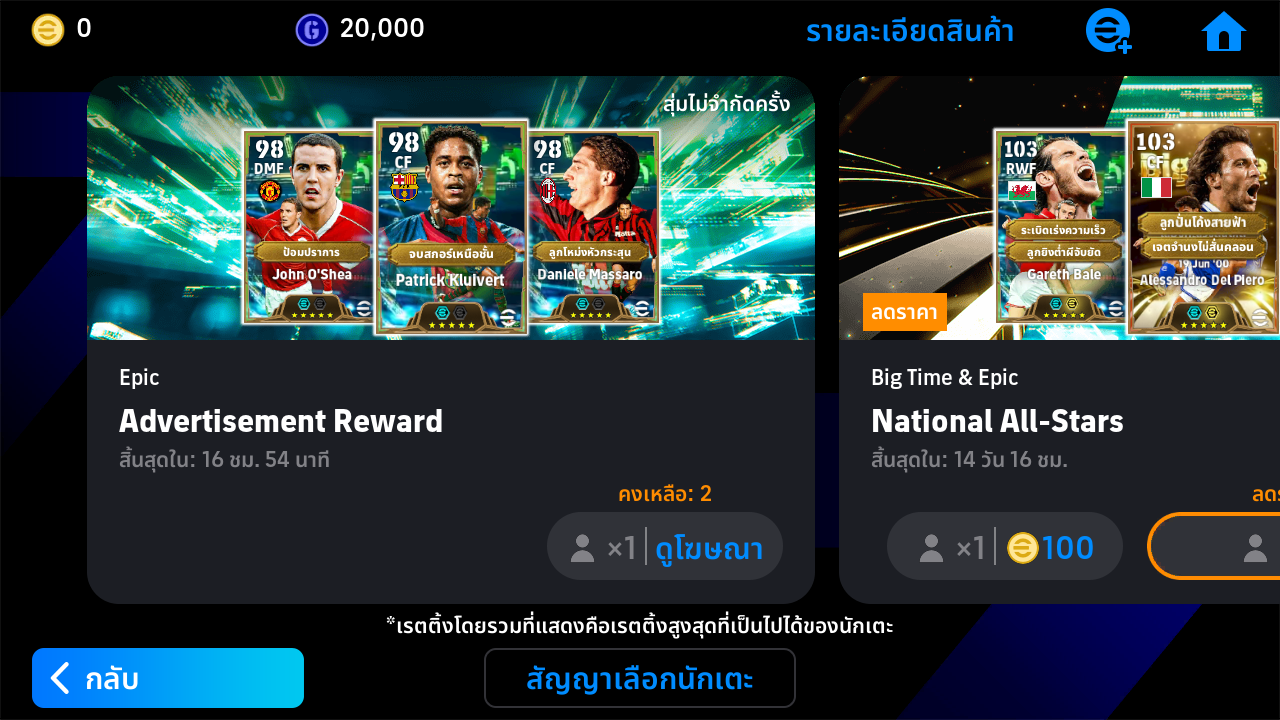 0
20,000
รายละเอียดสินค้า
สุ่มไม่จำกัดครั้ง
98
DMF
ป้อมปราการ
John O'Shea
98
CF
จบสกอร์เหนือชั้น
Patrick Kluivert
98
CF
ลูกโหม่งหัวกระสุน
Daniele Massaro
103
RWF
ระเบิดเร่งความเร็ว
ลูกยิงต่ำผีจับยัด
Gareth Bale
103
CF
ลูกปั่นโค้งสายฟ้า
เจตจำนงไม่สั่นคลอน
19 Jun '00
Alessandro Del Piero
ลดราคา
Epic
Advertisement Reward
สิ้นสุดใน: 16 ชม. 54 นาที
คงเหลือ: 2
×1 ดูโฆษณา
Big Time & Epic
National All-Stars
สิ้นสุดใน: 14 วัน 16 ชม.
×1 100
*เรตติ้งโดยรวมที่แสดงคือเรตติ้งสูงสุดที่เป็นไปได้ของนักเตะ
กลับ
สัญญาเลือกนักเตะ